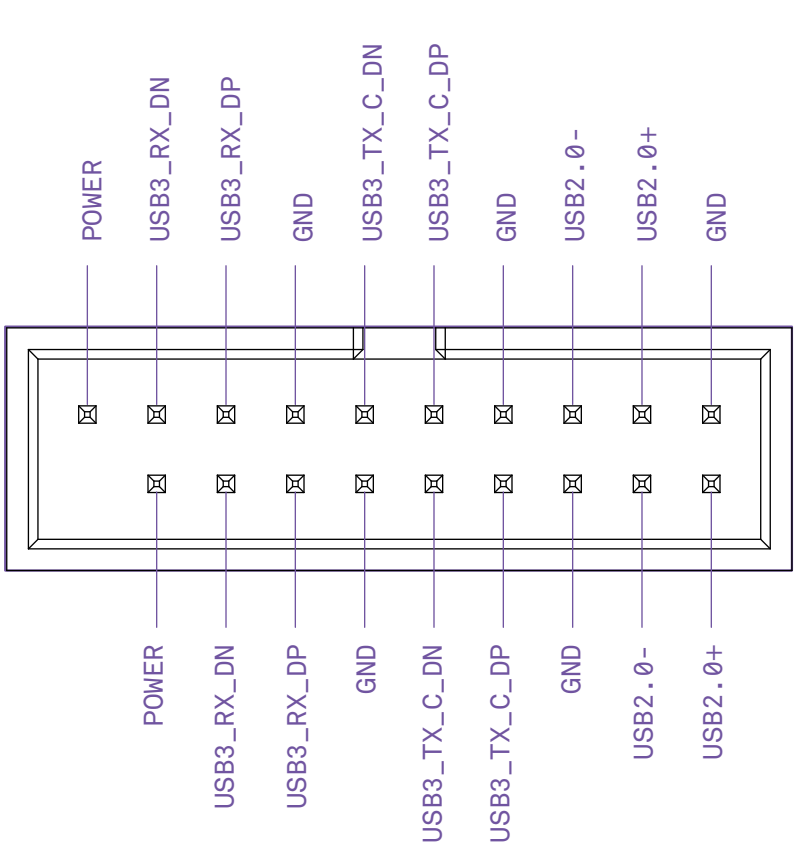 POWER
USB3_RX_DN
USB3_RX_DP
GND
USB3_TX_C_DN
USB3_TX_C_DP
GND
USB2.0-
USB2.0+
GND
POWER
USB3_RX_DN
USB3_RX_DP
GND
USB3_TX_C_DN
USB3_TX_C_DP
GND
USB2.0-
USB2.0+